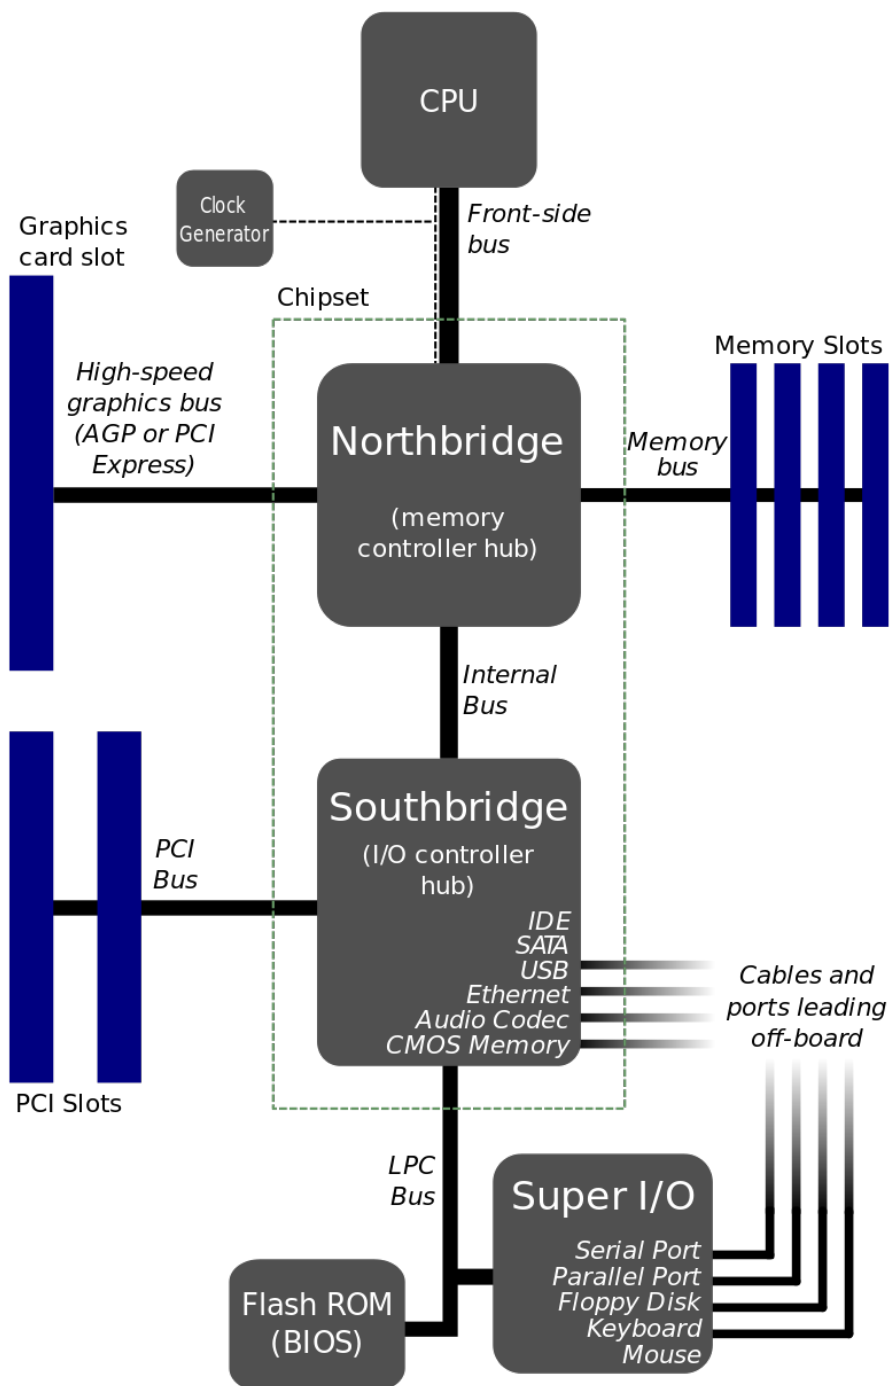 CPU
Clock
Generator
Front-side
bus
Graphics
card slot
Chipset
High-speed
graphics bus
(AGP or PCI
Express)
Northbridge
(memory
controller hub)
Memory Slots
Memory
bus
Internal
Bus
Southbridge
(I/O controller
hub)
IDE
SATA
USB
Ethernet
Audio Codec
CMOS Memory
PCI
Bus
PCI Slots
Cables and
ports leading
off-board
LPC
Bus
Super I/O
Serial Port
Parallel Port
Floppy Disk
Keyboard
Mouse
Flash ROM
(BIOS)